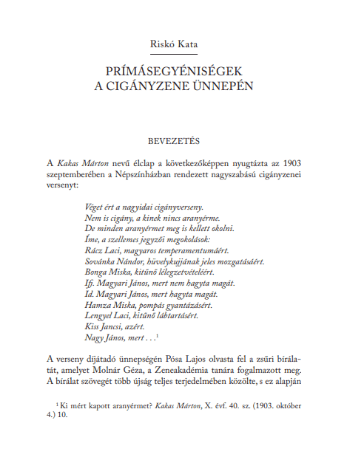 Riskó Kata
PRÍMÁSEGYÉNISÉGEK
A CIGÁNYZENE ÜNNEPÉN
BEVEZETÉS
A Kakas Márton nevű élclap a következőképpen nyugtázta az 1903
szeptemberében a Népszínházban rendezett nagyszabású cigányzenei
versenyt:
Véget ért a nagyidai cigányverseny.
Nem is cigány, a kinek nincs aranyérme.
De minden aranyérmet meg is kellett okolni.
Íme, a szellemes jegyzői megokolások:
Rácz Laci, magyaros temperamentumáért.
Sovánka Nándor, hüvelykujjának jeles mozgatásáért.
Bonga Miska, kitűnő lélegzetvételéért.
Ifj. Magyari János, mert nem hagyta magát.
Id. Magyari János, mert hagyta magát.
Hamza Miska, pompás gyantázásért.
Lengyel Laci, kitűnő lábtartásért.
Kiss Jancsi, azért.
Nagy János, mert . . .¹
A verseny díjátadó ünnepségén Pósa Lajos olvasta fel a zsűri bírála-
tát, amelyet Molnár Géza, a Zeneakadémia tanára fogalmazott meg.
A bírálat szövegét több újság teljes terjedelmében közölte, s ez alapján
¹ Ki mért kapott aranyérmet? Kakas Márton, X. évf. 40. sz. (1903. október
4.) 10.